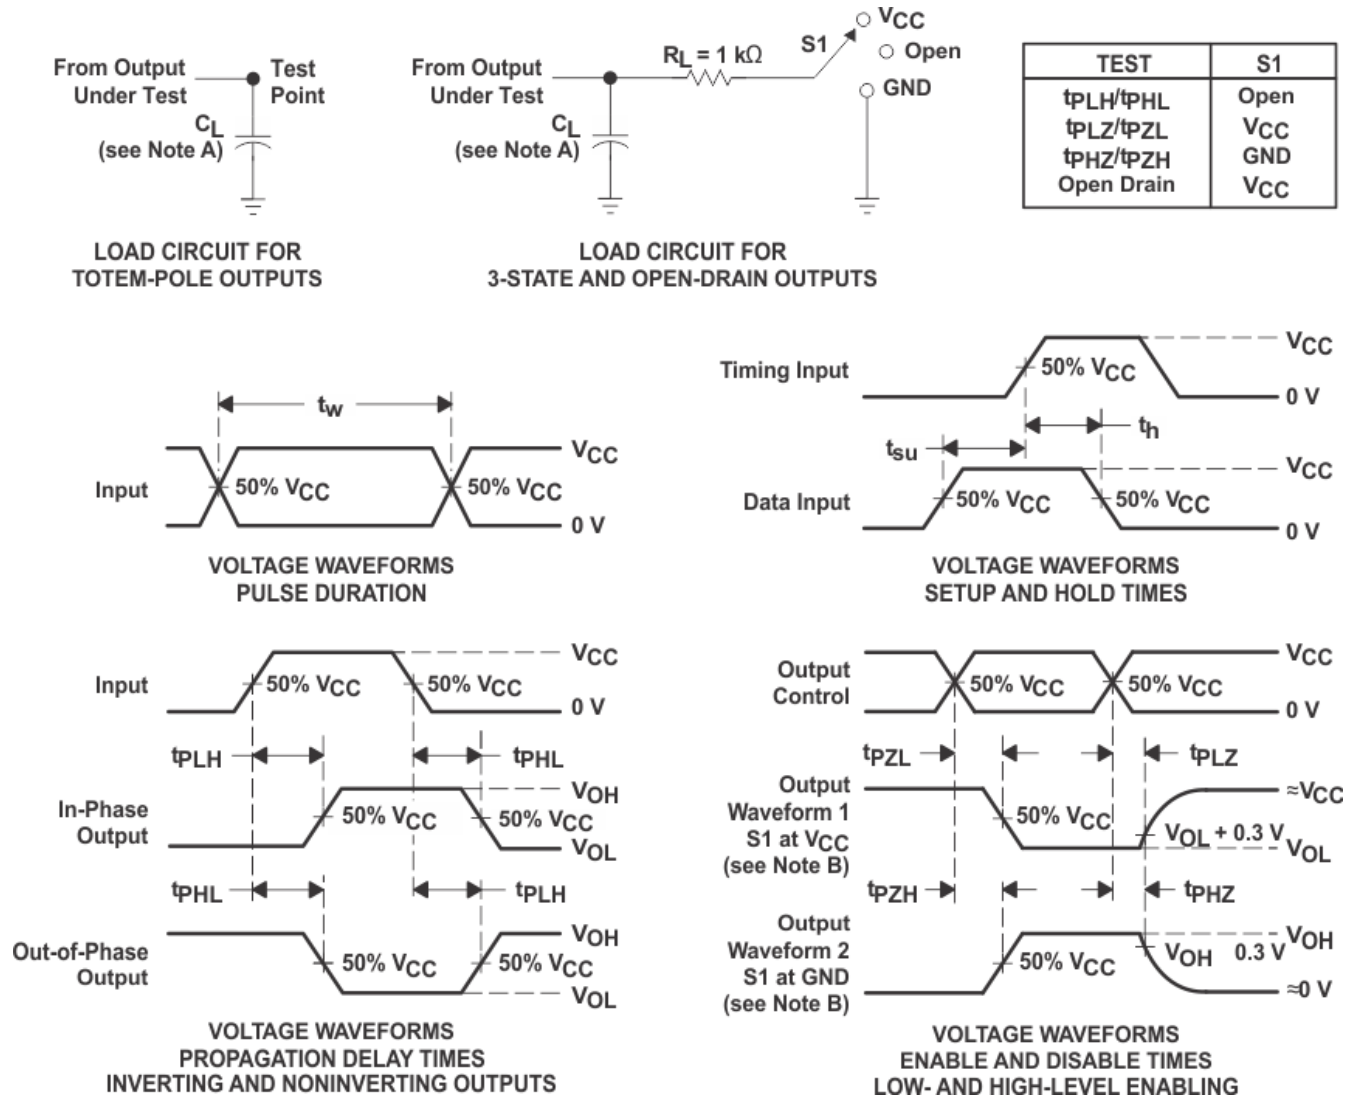 From Output
Under Test
Test
Point
CL
(see Note A)
LOAD CIRCUIT FOR
TOTEM-POLE OUTPUTS
From Output
Under Test
RL = 1 kΩ
S1
VCC
Open
GND
CL
(see Note A)
LOAD CIRCUIT FOR
3-STATE AND OPEN-DRAIN OUTPUTS
TEST S1
tPLH/tPHL Open
tPLZ/tPZL VCC
tPHZ/tPZH GND
Open Drain VCC
tw
Input
50% VCC
50% VCC
VCC
0 V
VOLTAGE WAVEFORMS
PULSE DURATION
Timing Input
50% VCC
VCC
0 V
tsu
th
Data Input
50% VCC
50% VCC
VCC
0 V
VOLTAGE WAVEFORMS
SETUP AND HOLD TIMES
Input
50% VCC
50% VCC
VCC
0 V
tPLH
tPHL
In-Phase
Output
50% VCC
50% VCC
VOH
VOL
tPHL
tPLH
Out-of-Phase
Output
50% VCC
50% VCC
VOH
VOL
VOLTAGE WAVEFORMS
PROPAGATION DELAY TIMES
INVERTING AND NONINVERTING OUTPUTS
Output
Control
50% VCC
50% VCC
VCC
0 V
tPZL
tPLZ
Output
Waveform 1
S1 at VCC
(see Note B)
50% VCC
VOL + 0.3 V
≈VCC
VOL
tPZH
tPHZ
Output
Waveform 2
S1 at GND
(see Note B)
50% VCC
VOH 0.3 V
VOH
≈0 V
VOLTAGE WAVEFORMS
ENABLE AND DISABLE TIMES
LOW- AND HIGH-LEVEL ENABLING